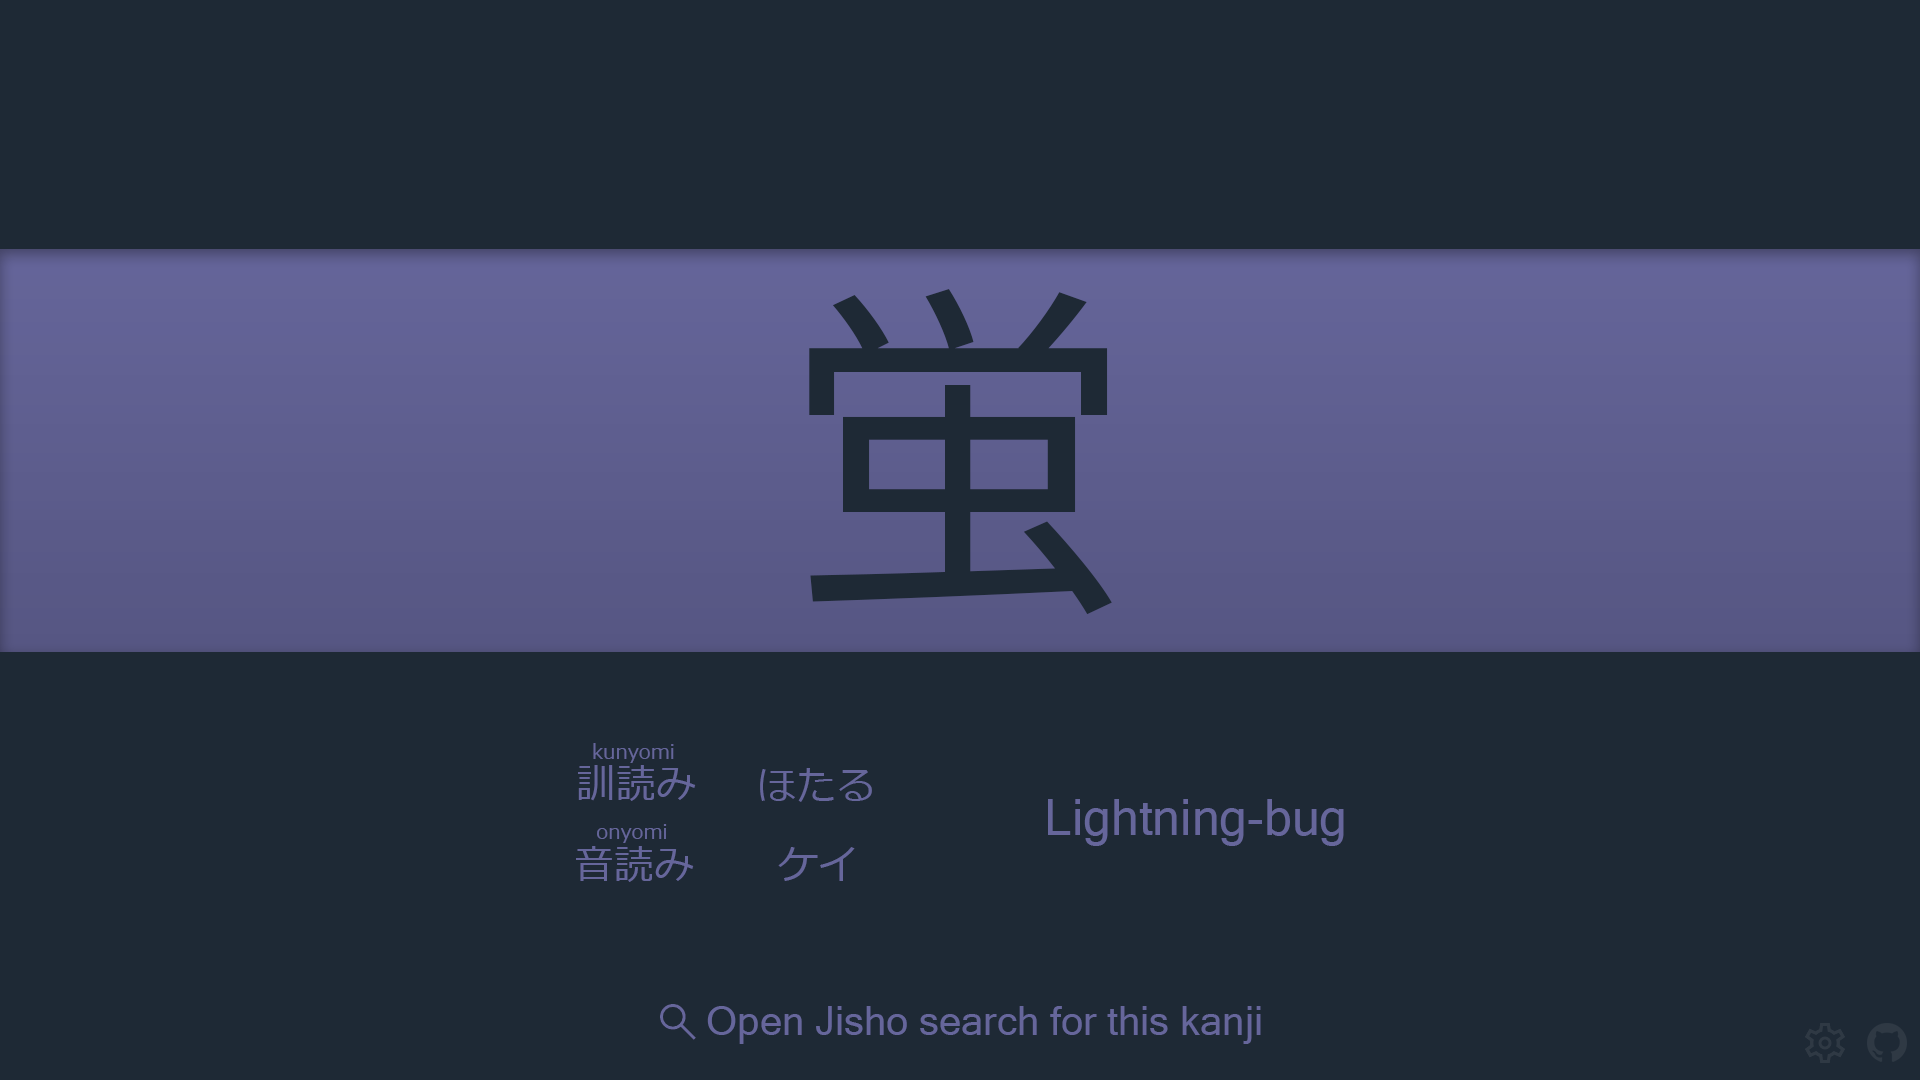 蛍
kunyomi
訓読み ほたる
onyomi
音読み ケイ
Lightning-bug
Open Jisho search for this kanji